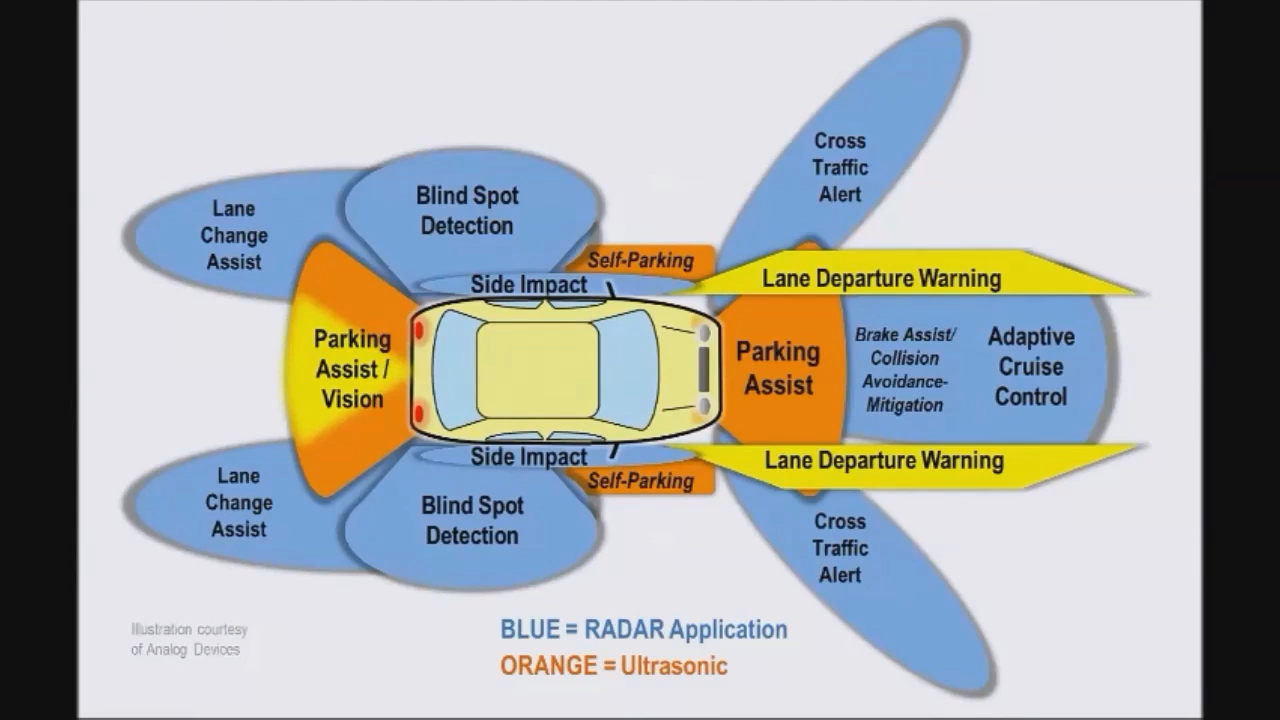 Cross
Traffic
Alert
Blind Spot
Detection
Lane
Change
Assist
Self-Parking
Side Impact
Lane Departure Warning
Parking
Assist /
Vision
Parking
Assist
Brake Assist/
Collision
Avoidance-
Mitigation
Adaptive
Cruise
Control
Side Impact
Self-Parking
Lane Departure Warning
Lane
Change
Assist
Blind Spot
Detection
Cross
Traffic
Alert
Illustration courtesy
of Analog Devices
BLUE = RADAR Application
ORANGE = Ultrasonic